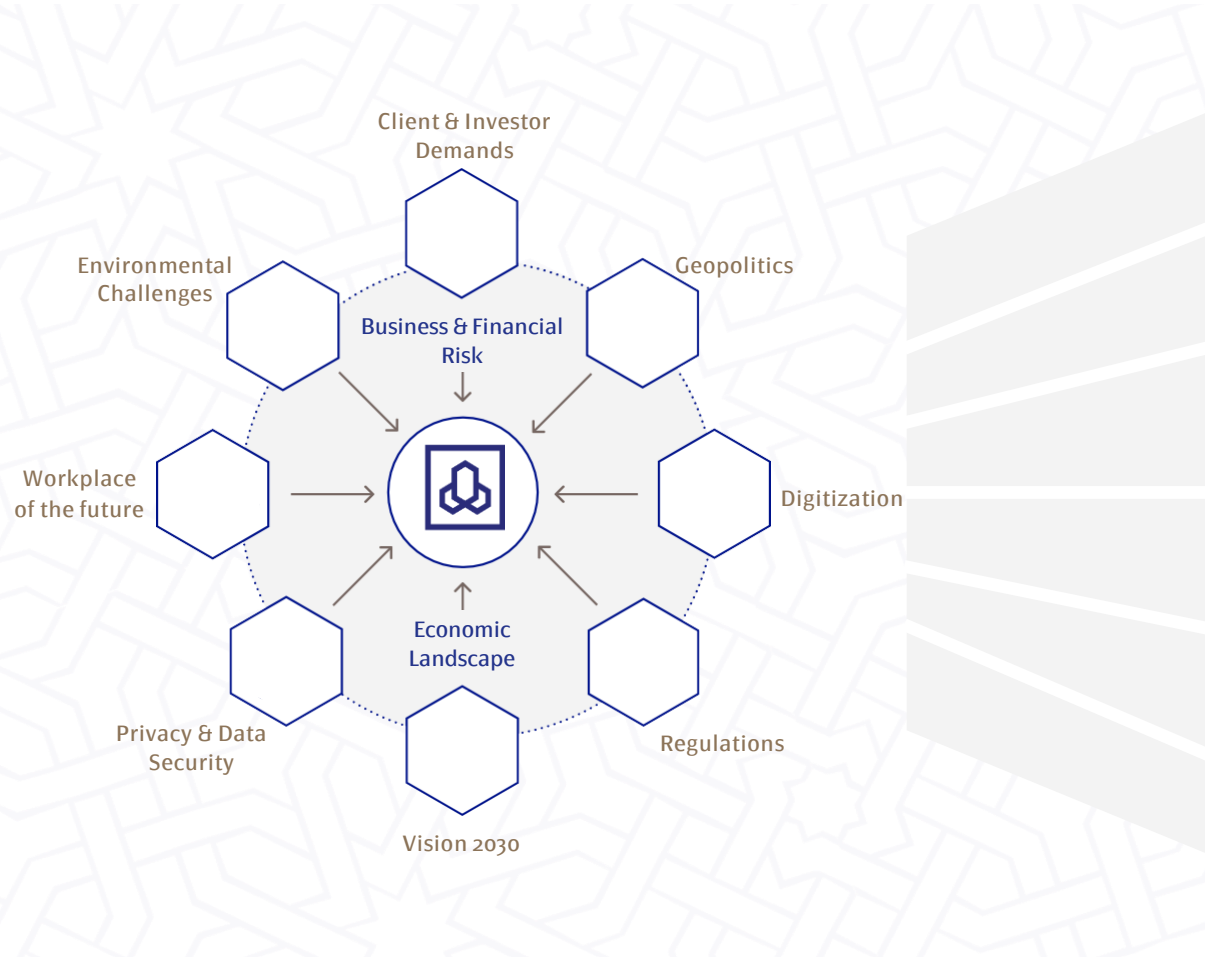 Client & Investor
Demands
Environmental
Challenges
Geopolitics
Business & Financial
Risk
Workplace
of the future
Digitization
Economic
Landscape
Privacy & Data
Security
Regulations
Vision 2030